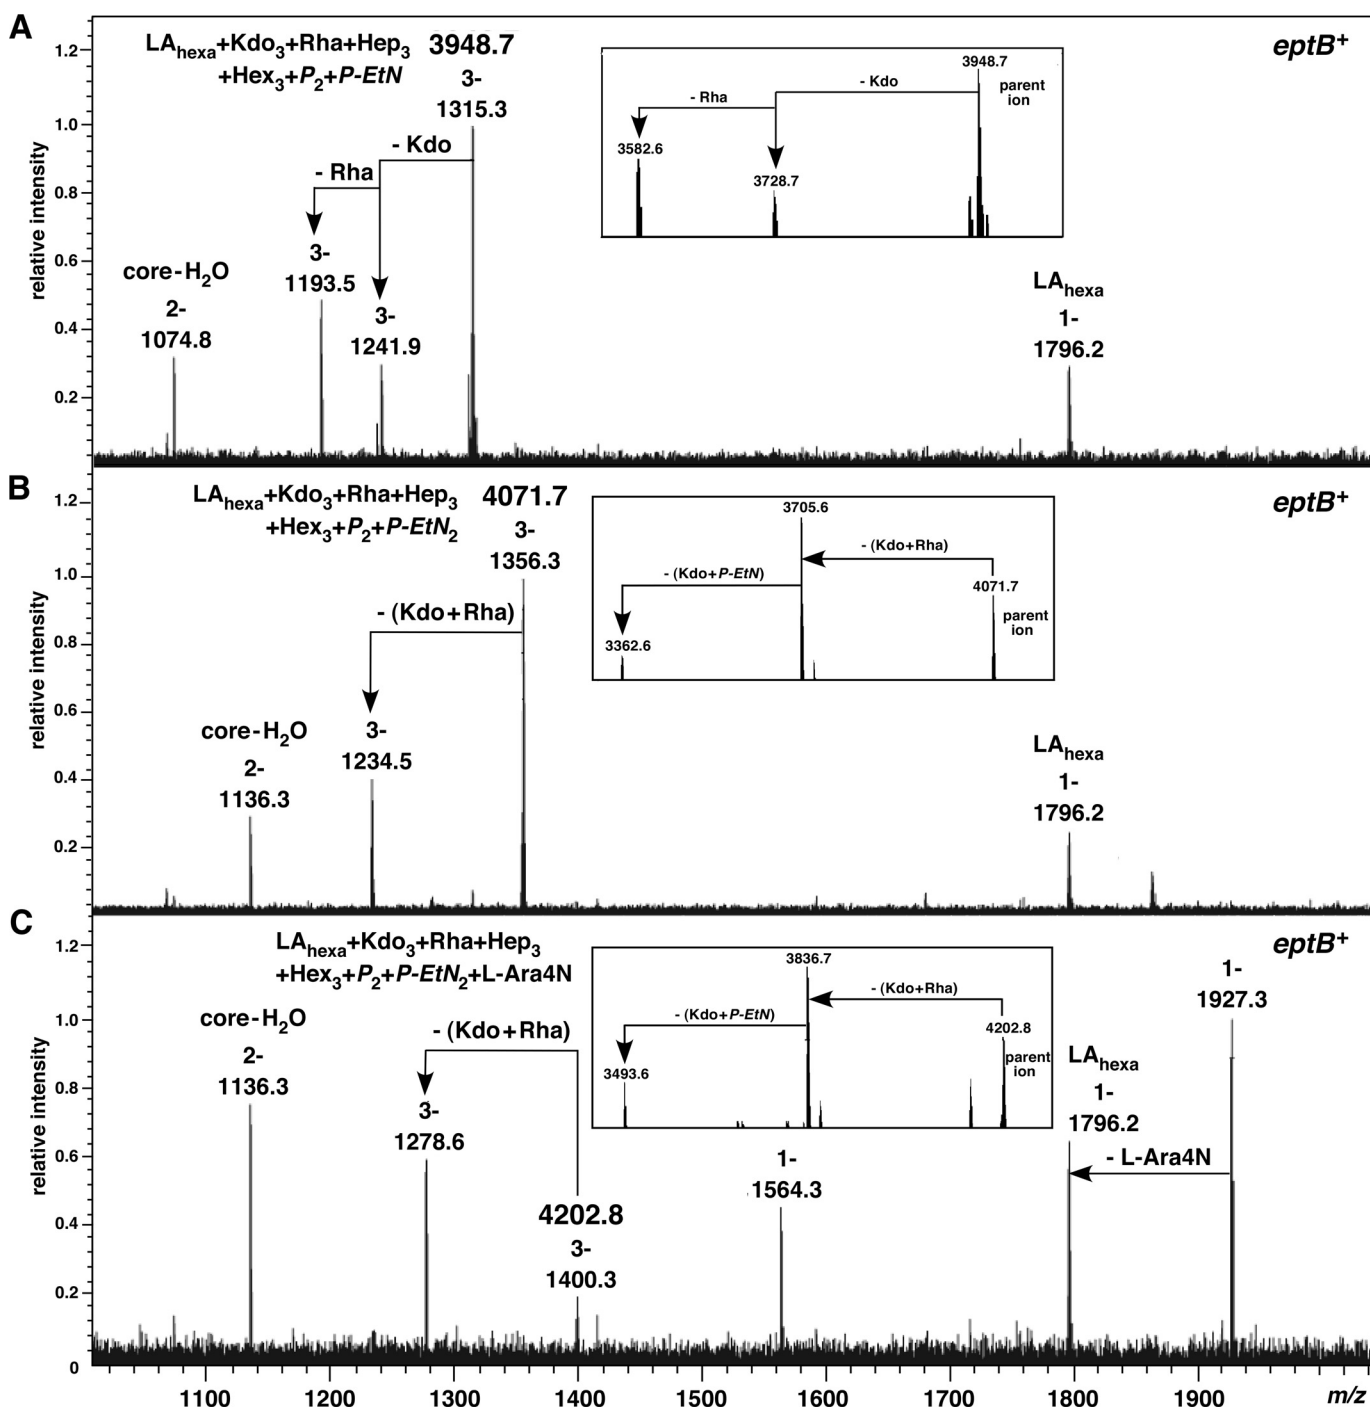 A
LAhexa+Kdo3+Rha+Hep3
+Hex3+P2+P-EtN
3948.7
3-
1315.3
- Kdo
- Rha
3-
1193.5
3-
1241.9
core-H2O
2-
1074.8
3948.7
parent
ion
- Kdo
- Rha
3582.6
3728.7
eptB+
LAhexa
1-
1796.2
relative intensity
1.2
1.0
0.8
0.6
0.4
0.2
B
LAhexa+Kdo3+Rha+Hep3
+Hex3+P2+P-EtN2
4071.7
3-
1356.3
- (Kdo+Rha)
3-
1234.5
core-H2O
2-
1136.3
3705.6
- (Kdo+Rha)
- (Kdo+P-EtN)
4071.7
parent
ion
3362.6
eptB+
LAhexa
1-
1796.2
relative intensity
1.2
1.0
0.8
0.6
0.4
0.2
C
LAhexa+Kdo3+Rha+Hep3
+Hex3+P2+P-EtN2+L-Ara4N
core-H2O
2-
1136.3
- (Kdo+Rha)
3-
1278.6
4202.8
3-
1400.3
3836.7
- (Kdo+Rha)
- (Kdo+P-EtN)
4202.8
parent
ion
3493.6
1-
1564.3
eptB+
1-
1927.3
LAhexa
1-
1796.2
- L-Ara4N
relative intensity
1.2
1.0
0.8
0.6
0.4
0.2
0
1100 1200 1300 1400 1500 1600 1700 1800 1900 m/z